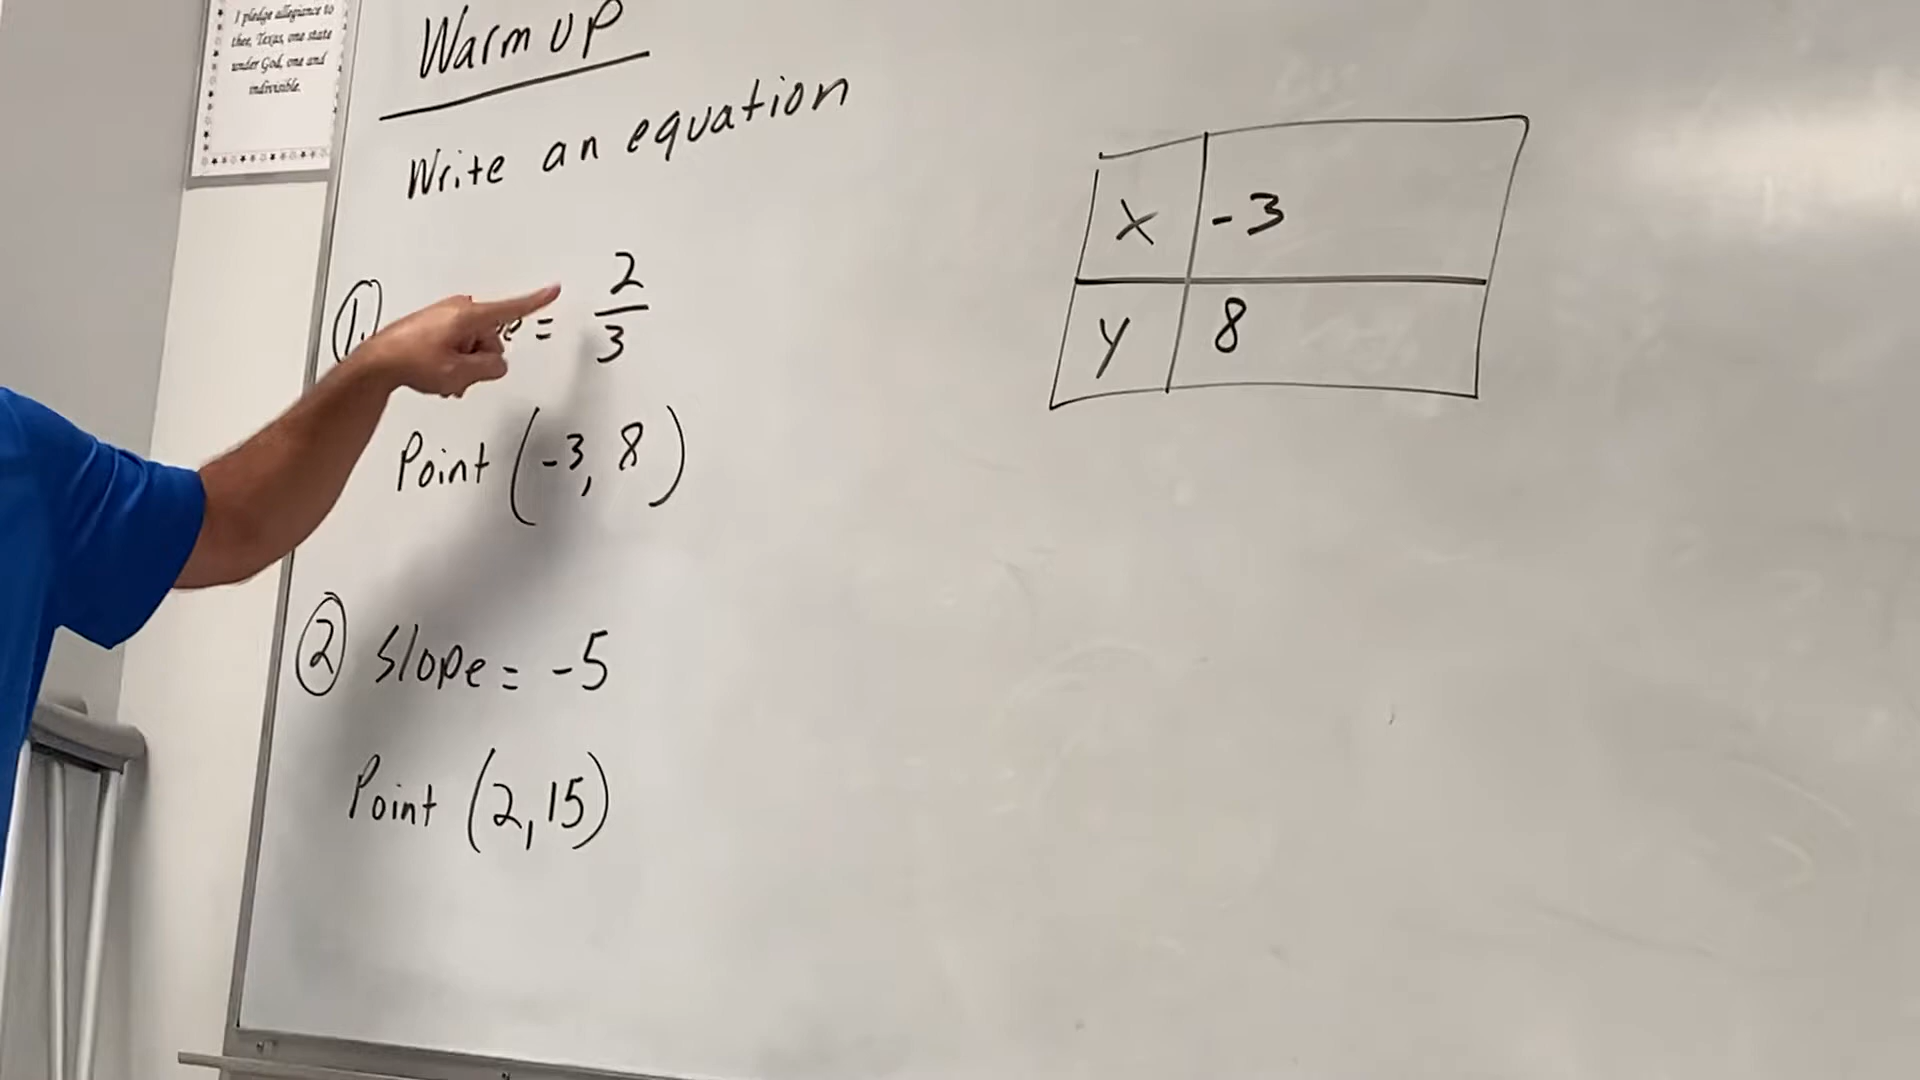 I pledge allegiance to
thee, Texas, one state
under God, one and
indivisible.
Warm up
Write an equation
1.
= 2/3
Point (-3, 8)
2 Slope = -5
Point (2, 15)
x -3
y 8